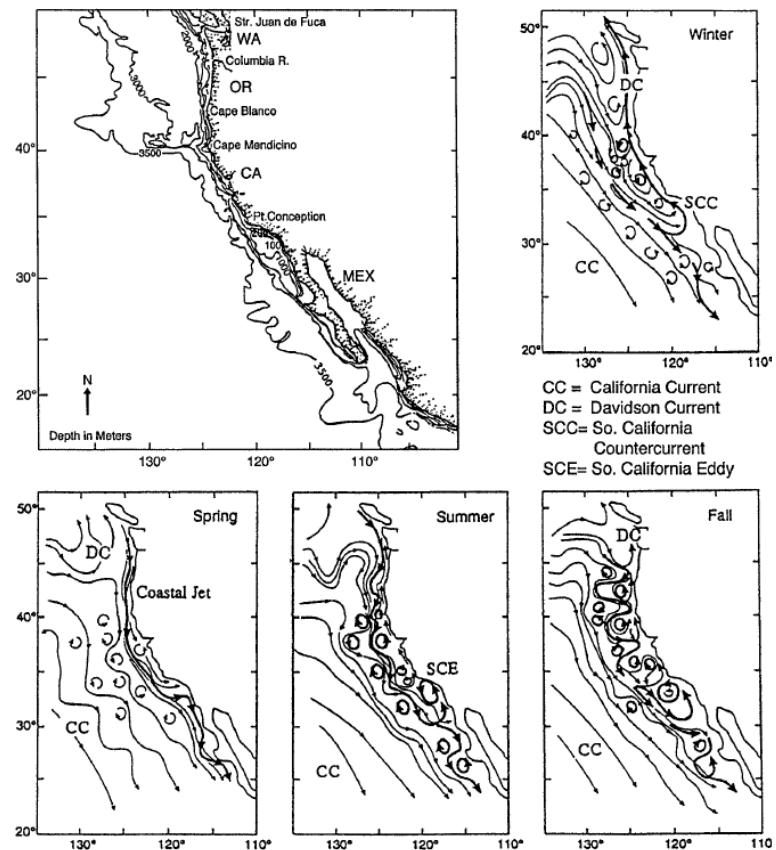 Str. Juan de Fuca
WA
Columbia R.
OR
Cape Blanco
Cape Mendicino
CA
Pt.Conception
MEX
2000
3000
3500
100
1000
3500
N
Depth in Meters
40°
30°
20°
130° 120° 110°
Winter
DC
SCC
CC
50°
40°
30°
20°
130° 120° 110°
CC = California Current
DC = Davidson Current
SCC= So. California
Countercurrent
SCE= So. California Eddy
Spring
DC
Coastal Jet
CC
50°
40°
30°
20°
130° 120° 110°
Summer
SCE
CC
130° 120° 110°
Fall
DC
CC
50°
40°
30°
20°
130° 120° 110°